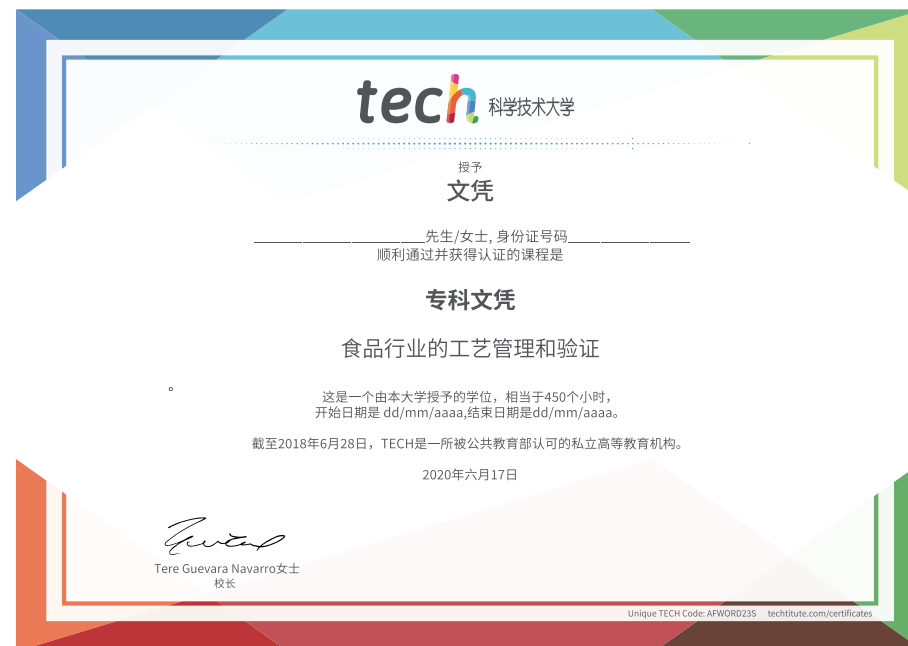 tech 科学技术大学
授予
文凭
______________________先生/女士, 身份证号码________________
顺利通过并获得认证的课程是
专科文凭
食品行业的工艺管理和验证
。
这是一个由本大学授予的学位，相当于450个小时，
开始日期是 dd/mm/aaaa,结束日期是dd/mm/aaaa。
截至2018年6月28日，TECH是一所被公共教育部认可的私立高等教育机构。
2020年六月17日
Tere Guevara Navarro女士
校长
Unique TECH Code: AFWORD23S techtitute.com/certificates